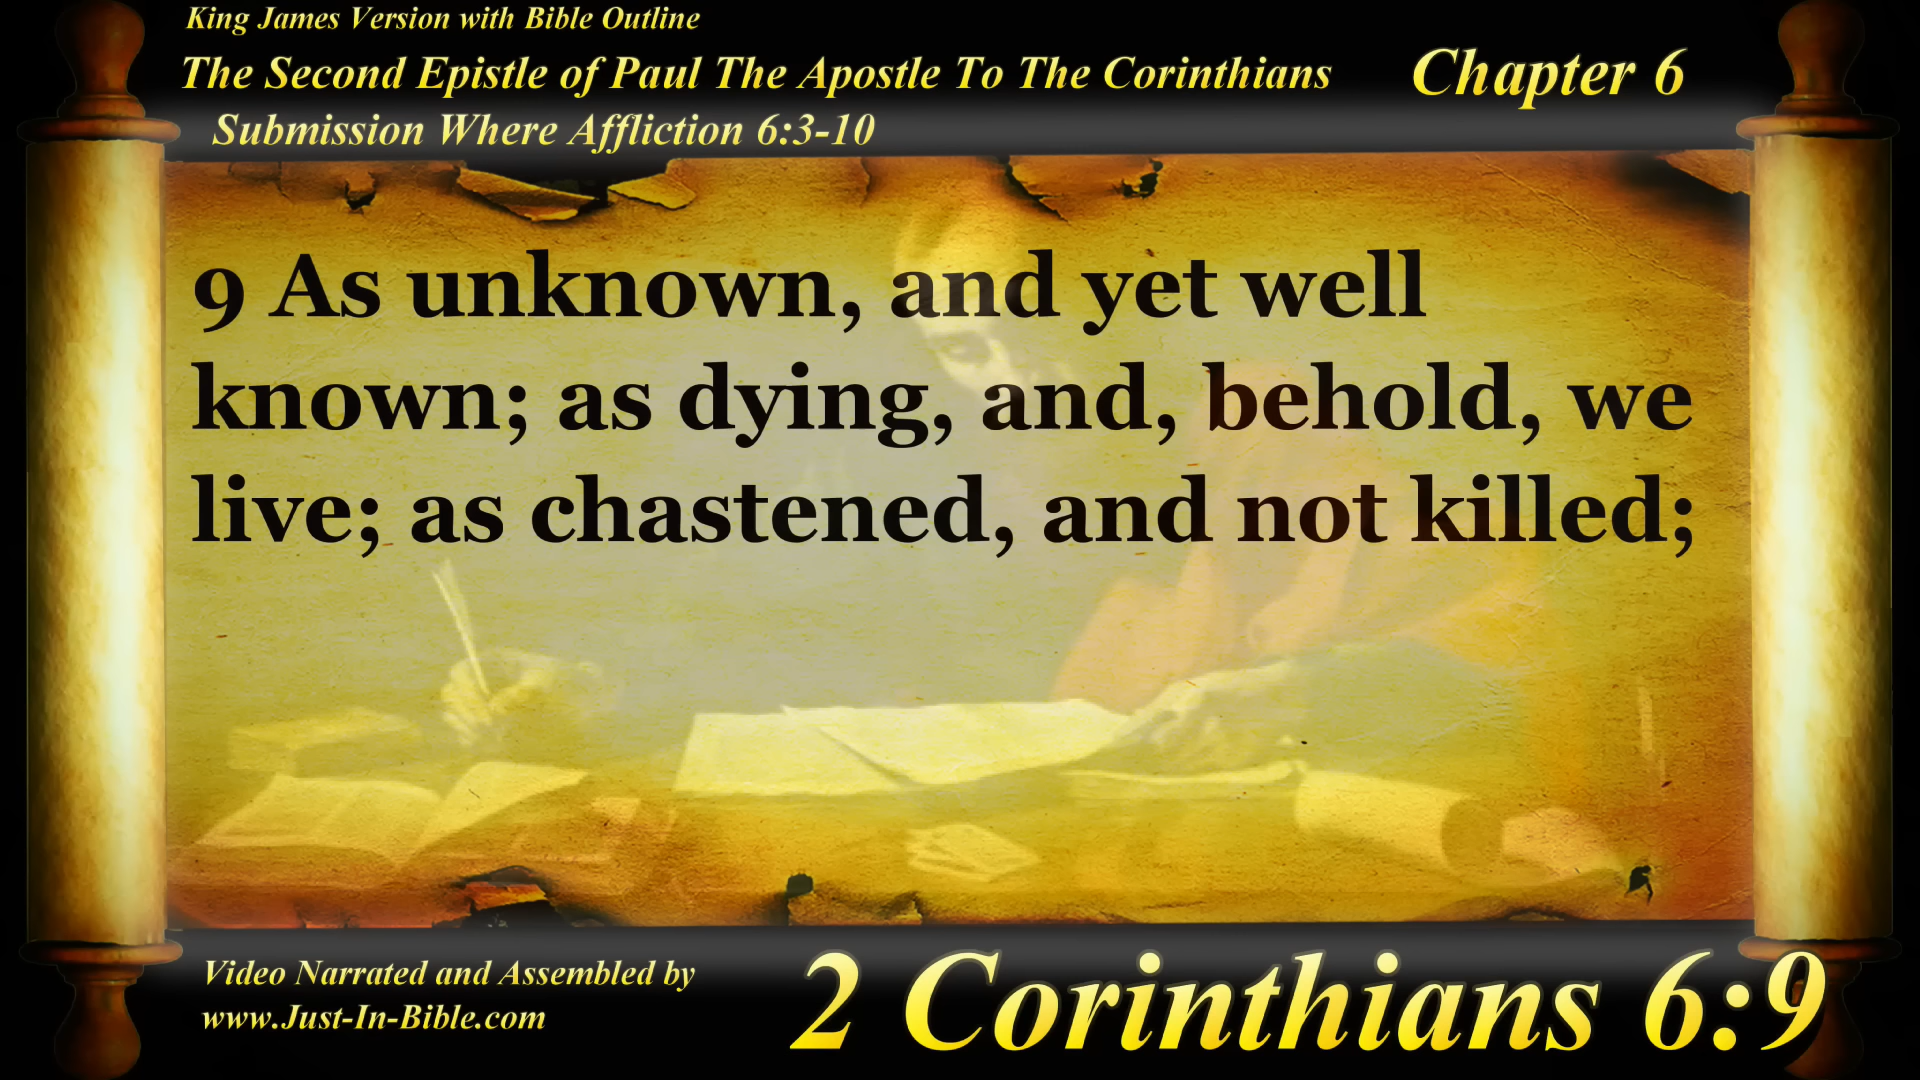 King James Version with Bible Outline
The Second Epistle of Paul The Apostle To The Corinthians
Chapter 6
Submission Where Affliction 6:3-10
9 As unknown, and yet well
known; as dying, and, behold, we
live; as chastened, and not killed;
Video Narrated and Assembled by
www.Just-In-Bible.com
2 Corinthians 6:9